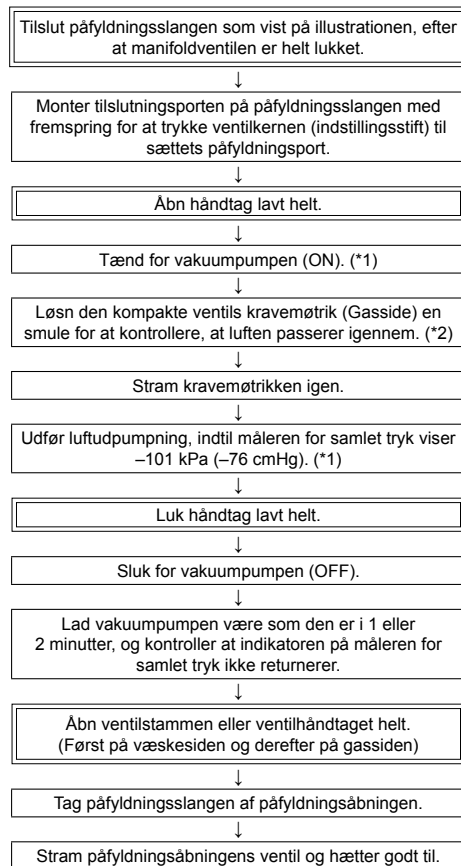 Tilslut påfyldningsslangen som vist på illustrationen, efter
at manifoldventilen er helt lukket.
↓
Monter tilslutningsporten på påfyldningsslangen med
fremspring for at trykke ventilkernen (indstillingsstift) til
sættets påfyldningsport.
↓
Åbn håndtag lavt helt.
↓
Tænd for vakuumpumpen (ON). (*1)
↓
Løsn den kompakte ventils kravemøtrik (Gasside) en
smule for at kontrollere, at luften passerer igennem. (*2)
↓
Stram kravemøtrikken igen.
↓
Udfør luftudpumpning, indtil måleren for samlet tryk viser
–101 kPa (–76 cmHg). (*1)
↓
Luk håndtag lavt helt.
↓
Sluk for vakuumpumpen (OFF).
↓
Lad vakuumpumpen være som den er i 1 eller
2 minutter, og kontroller at indikatoren på måleren for
samlet tryk ikke returnerer.
↓
Åbn ventilstammen eller ventilhåndtaget helt.
(Først på væskesiden og derefter på gassiden)
↓
Tag påfyldningsslangen af påfyldningsåbningen.
↓
Stram påfyldningsåbningens ventil og hætter godt til.